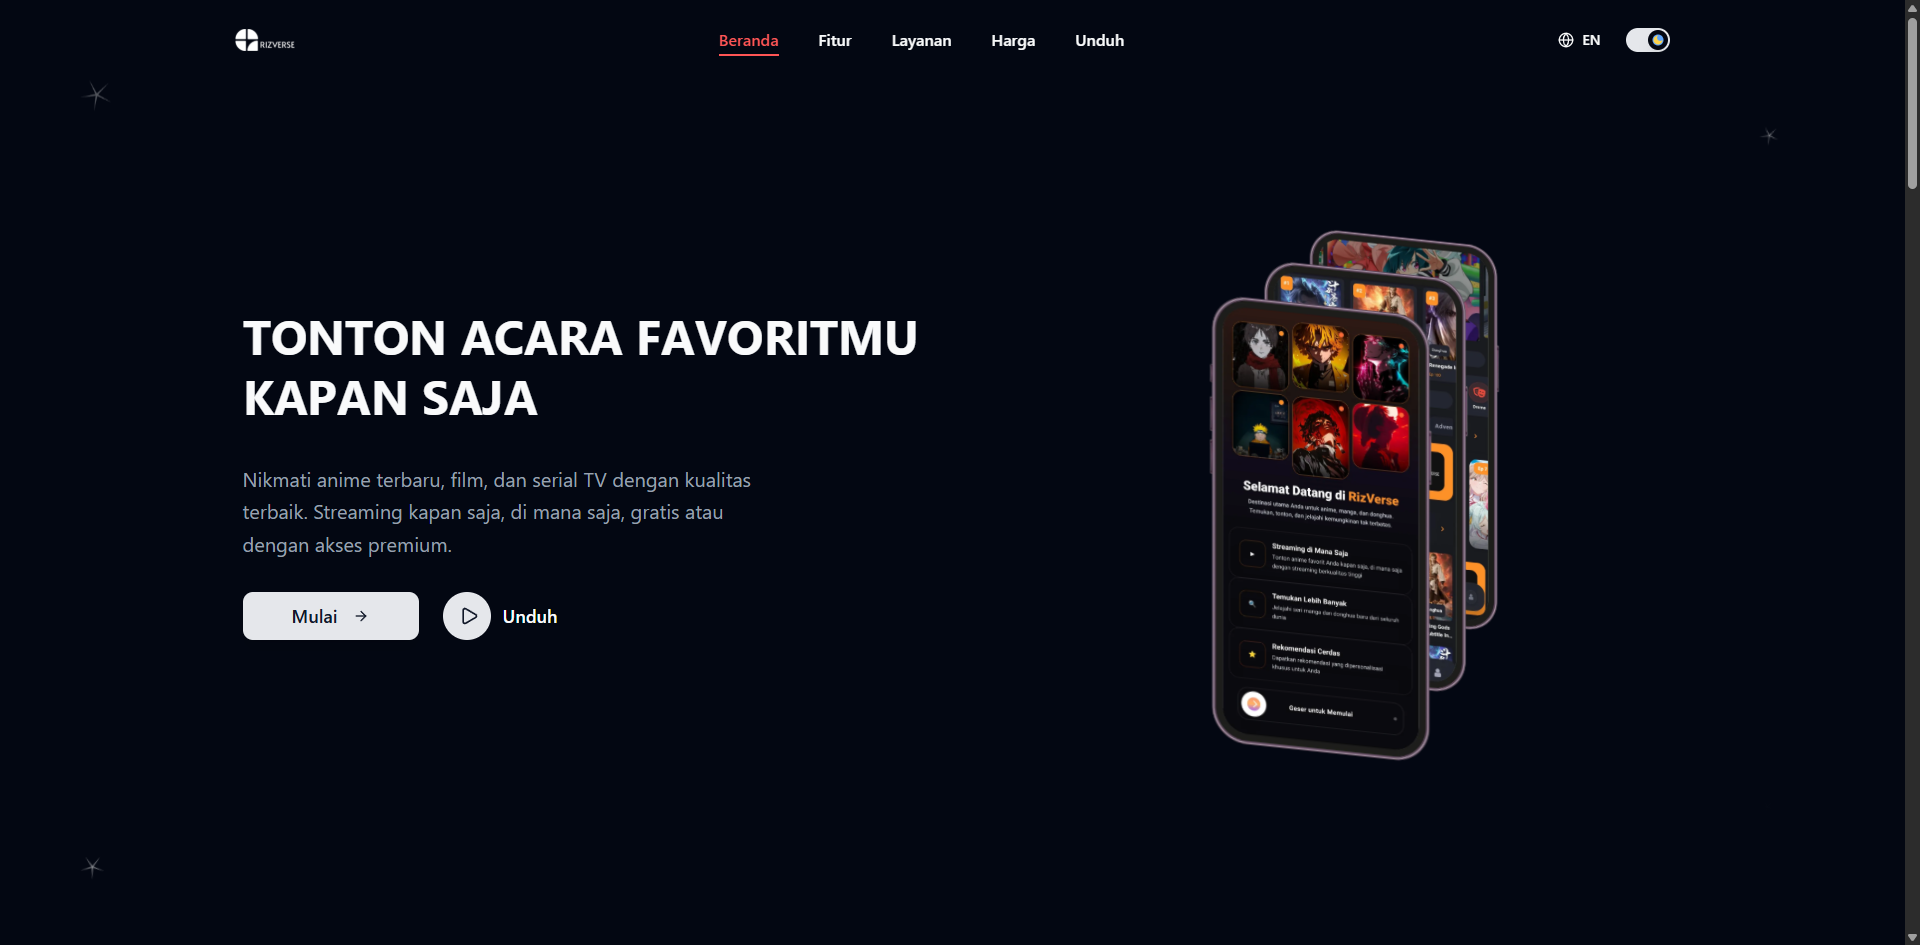 RIZVERSE
Beranda
Fitur
Layanan
Harga
Unduh
EN
TONTON ACARA FAVORITMU
KAPAN SAJA
Nikmati anime terbaru, film, dan serial TV dengan kualitas
terbaik. Streaming kapan saja, di mana saja, gratis atau
dengan akses premium.
Mulai
Unduh
Selamat Datang di RizVerse
Destinasi utama Anda untuk anime, manga, dan donghua.
Temukan, tonton, dan jelajahi kemungkinan tak terbatas.
Streaming di Mana Saja
Tonton anime favorit Anda kapan saja, di mana saja
dengan streaming berkualitas tinggi
Temukan Lebih Banyak
Jelajahi seri manga dan donghua baru dari seluruh
dunia
Rekomendasi Cerdas
Dapatkan rekomendasi yang dipersonalisasi
khusus untuk Anda
Geser untuk Memulai